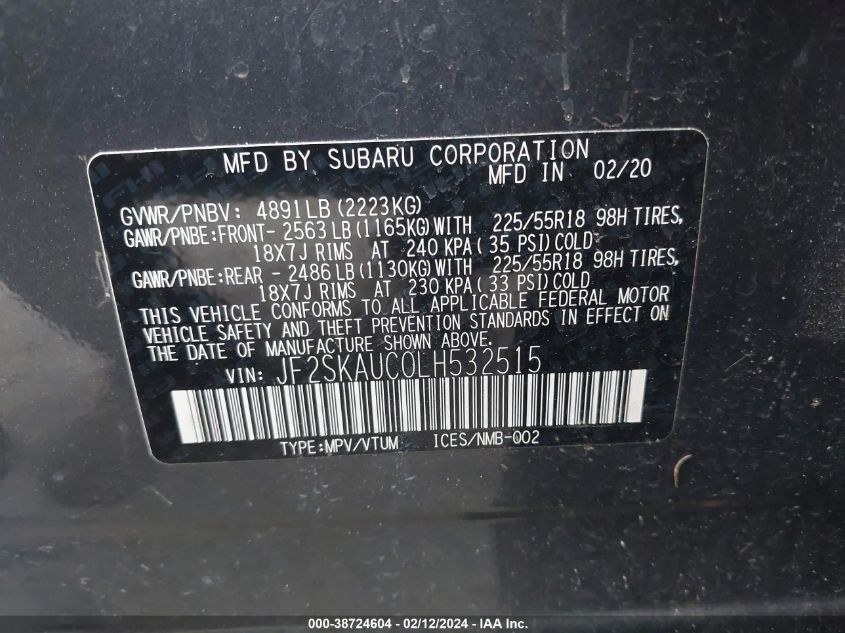 MFD BY SUBARU CORPORATION
MFD IN 02/20
GVWR/PNBV: 4891LB(2223KG)
GAWR/PNBE:FRONT- 2563LB(1165KG)WITH 225/55R18 98H TIRES,
18X7J RIMS AT 240 KPA( 35 PSI)COLD
GAWR/PNBE:REAR - 2486LB(1130KG)WITH 225/55R18 98H TIRES,
18X7J RIMS AT 230 KPA( 33 PSI)COLD
THIS VEHICLE CONFORMS TO ALL APPLICABLE FEDERAL MOTOR
VEHICLE SAFETY AND THEFT PREVENTION STANDARDS IN EFFECT ON
THE DATE OF MANUFACTURE SHOWN ABOVE.
VIN: JF2SKAUC0LH532515
TYPE:MPV/VTUM ICES/NMB-002
000-38724604 - 02/12/2024 - IAAI Inc.